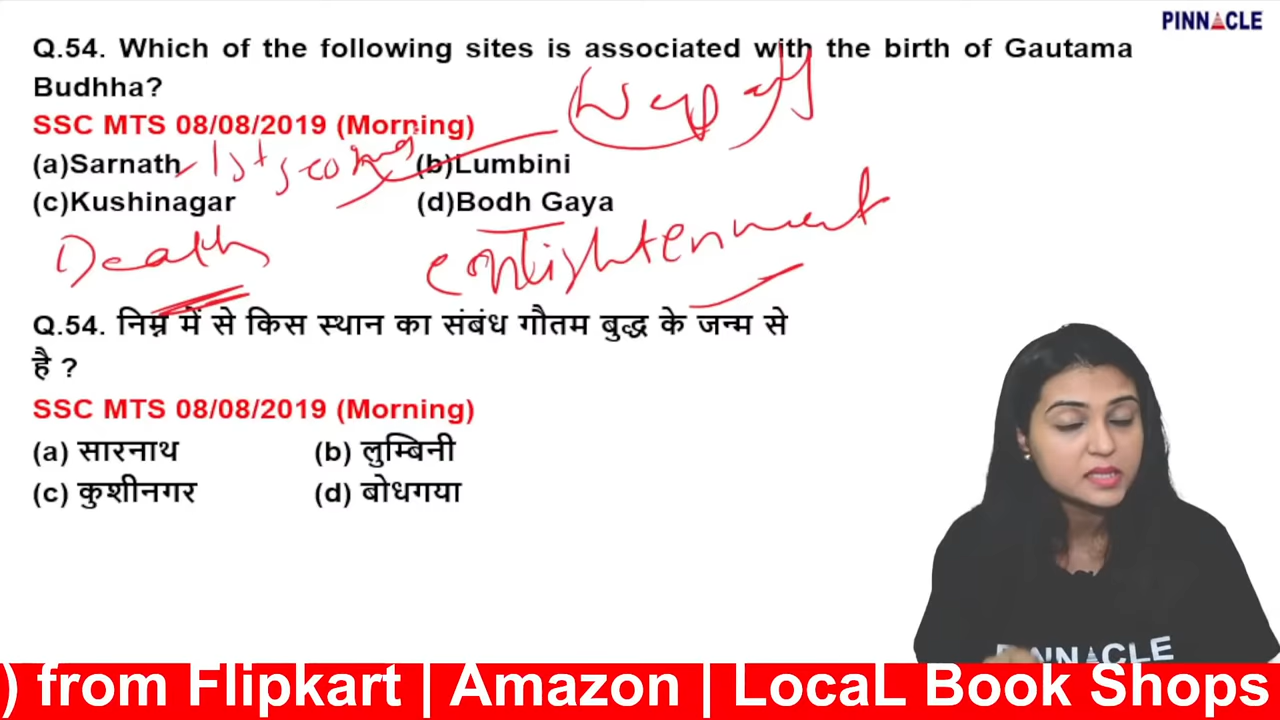 PINNACLE
Q.54. Which of the following sites is associated with the birth of Gautama
Budhha?
SSC MTS 08/08/2019 (Morning)
(a)Sarnath
(b)Lumbini
(c)Kushinagar
(d)Bodh Gaya
Death
enlightenment
Q.54. निम्न में से किस स्थान का संबंध गौतम बुद्ध के जन्म से
है ?
SSC MTS 08/08/2019 (Morning)
(a) सारनाथ
(b) लुम्बिनी
(c) कुशीनगर
(d) बोधगया
PINNACLE
) from Flipkart | Amazon | LocaL Book Shops